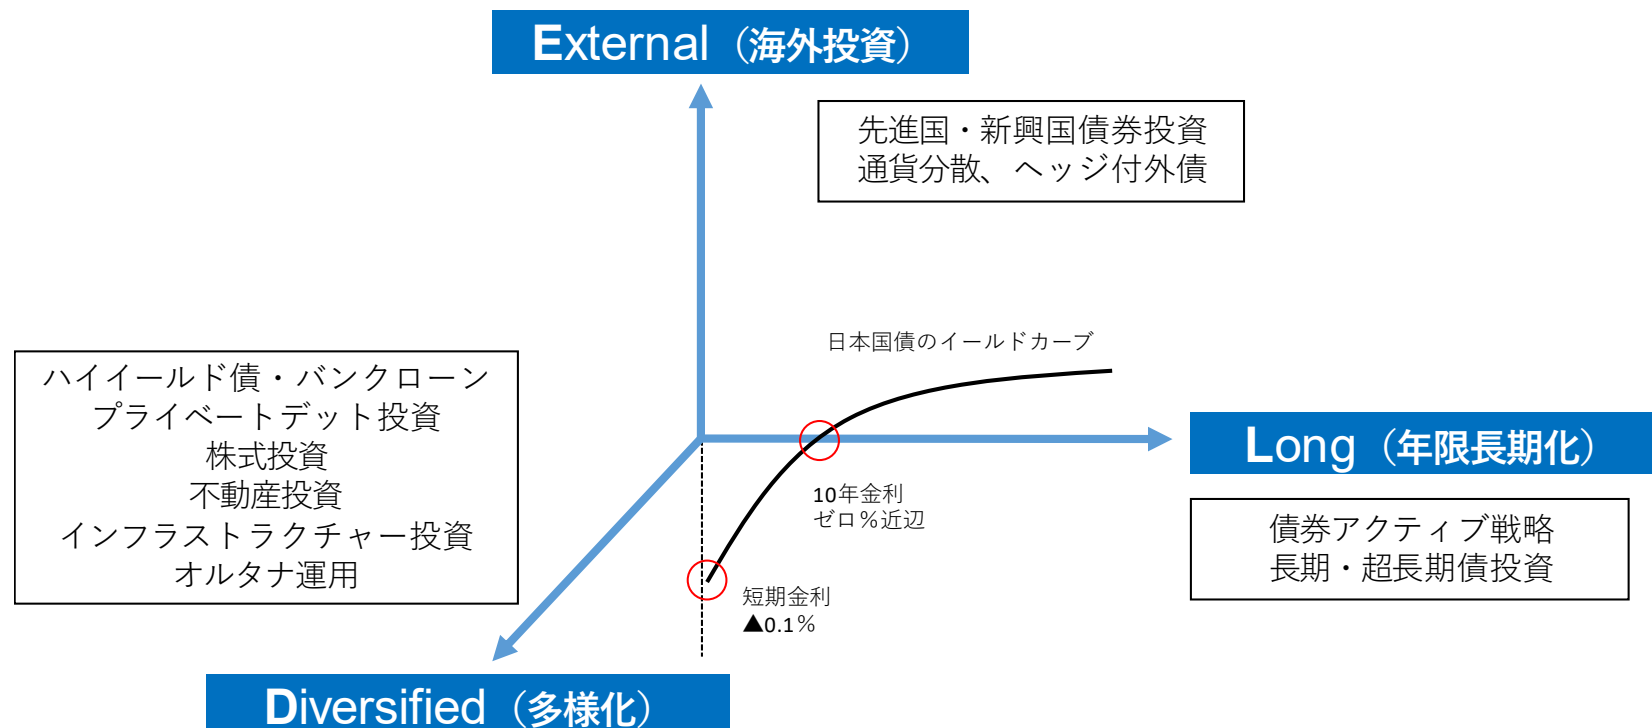 External（海外投資）
先進国・新興国債券投資
通貨分散、ヘッジ付外債
日本国債のイールドカーブ
ハイイールド債・バンクローン
プライベートデット投資
株式投資
不動産投資
インフラストラクチャー投資
オルタナ運用
Long（年限長期化）
10年金利
ゼロ％近辺
債券アクティブ戦略
長期・超長期債投資
短期金利
▲0.1％
Diversified（多様化）